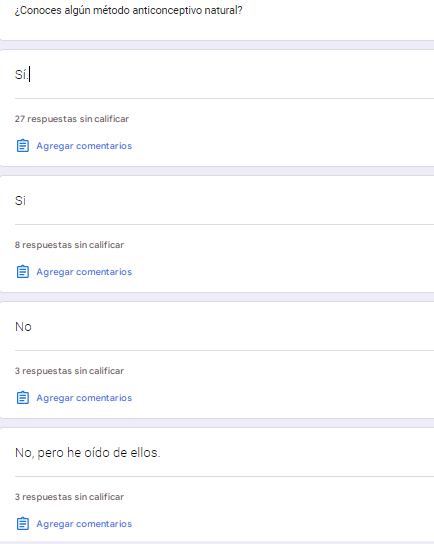 ¿Conoces algún método anticonceptivo natural?
Sí.
27 respuestas sin calificar
Agregar comentarios
Si
8 respuestas sin calificar
Agregar comentarios
No
3 respuestas sin calificar
Agregar comentarios
No, pero he oído de ellos.
3 respuestas sin calificar
Agregar comentarios